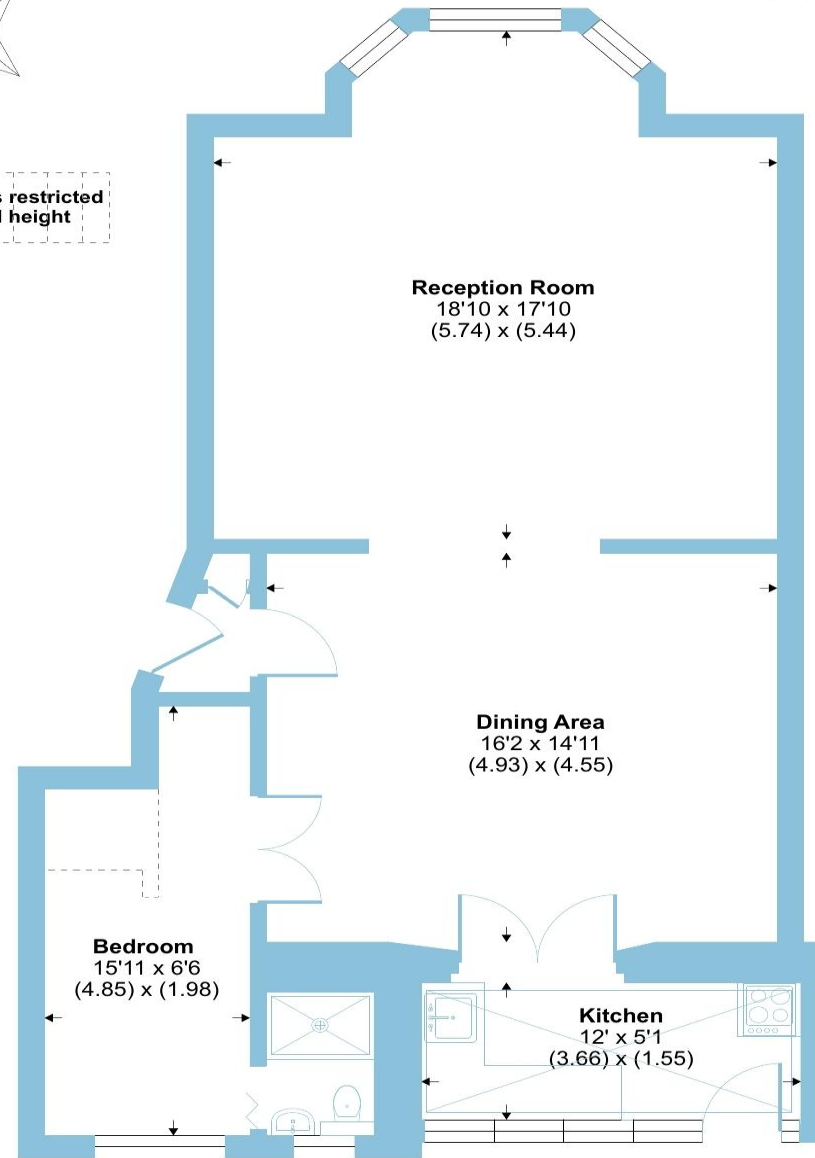 s restricted
height
Reception Room
18'10 x 17'10
(5.74) x (5.44)
Dining Area
16'2 x 14'11
(4.93) x (4.55)
Bedroom
15'11 x 6'6
(4.85) x (1.98)
Kitchen
12' x 5'1
(3.66) x (1.55)